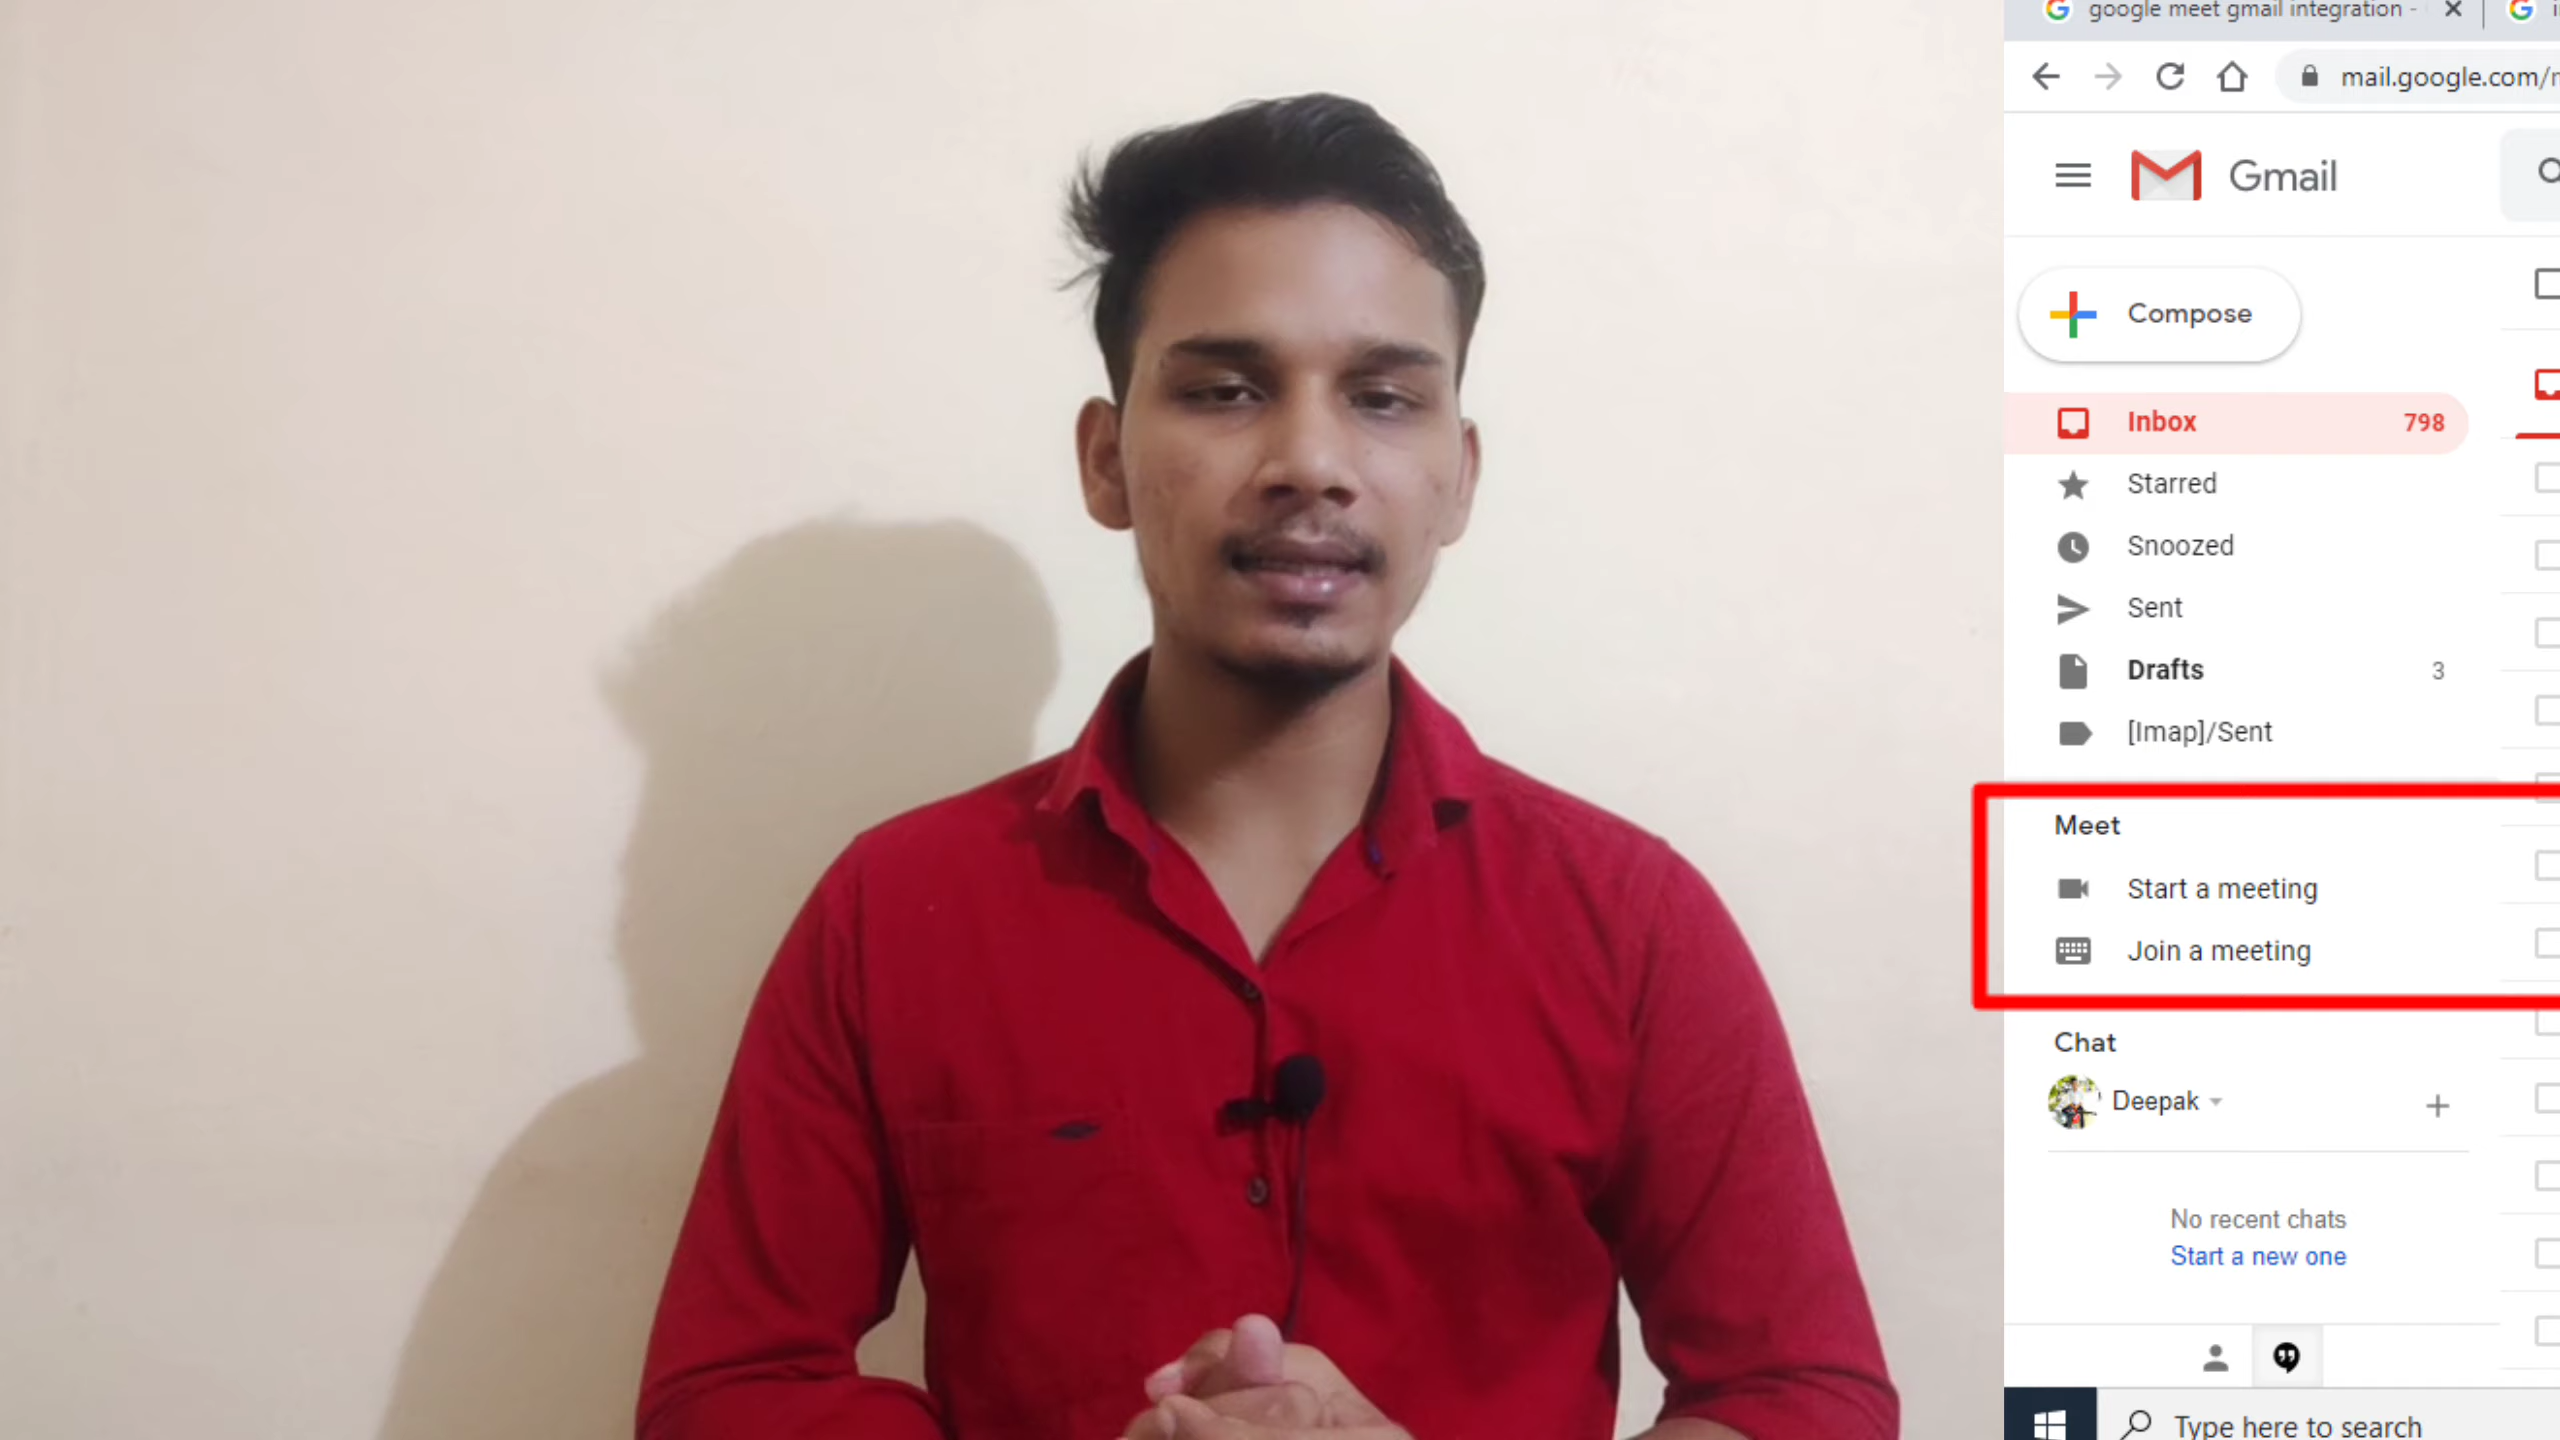 google meet gmail integration -
mail.google.com/
Gmail
Compose
Inbox 798
Starred
Snoozed
Sent
Drafts 3
[Imap]/Sent
Meet
Start a meeting
Join a meeting
Chat
Deepak
No recent chats
Start a new one
Type here to search